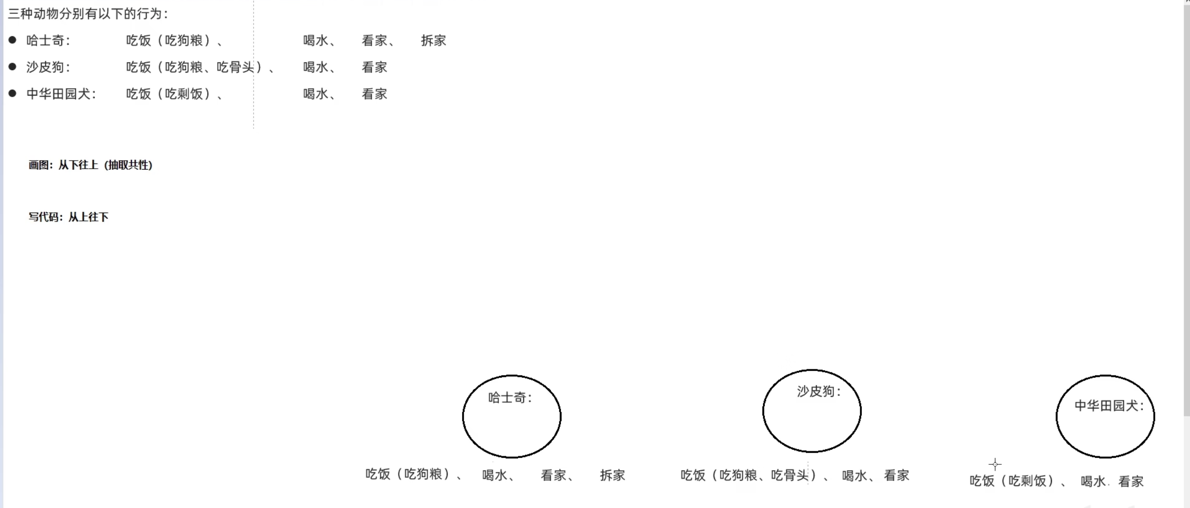 三种动物分别有以下的行为：
● 哈士奇： 吃饭（吃狗粮）、 喝水、 看家、 拆家
● 沙皮狗： 吃饭（吃狗粮、吃骨头）、 喝水、 看家
● 中华田园犬： 吃饭（吃剩饭）、 喝水、 看家
画图：从下往上（抽取共性）
写代码：从上往下
哈士奇：
沙皮狗：
中华田园犬：
吃饭（吃狗粮）、 喝水、 看家、 拆家
吃饭（吃狗粮、吃骨头）、 喝水、看家
吃饭（吃剩饭）、 喝水、看家